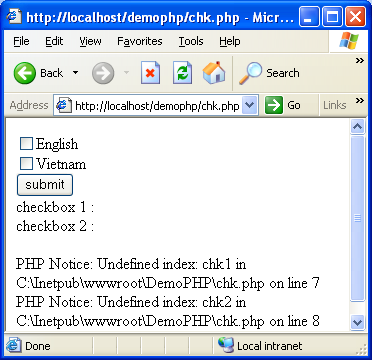 http://localhost/demophp/chk.php - Micr...
File Edit View Favorites Tools Help »
Back Search »
Address http://localhost/demophp/chk.php Go Links »
English
Vietnam
submit
checkbox 1 :
checkbox 2 :
PHP Notice: Undefined index: chk1 in
C:\Inetpub\wwwroot\DemoPHP\chk.php on line 7
PHP Notice: Undefined index: chk2 in
C:\Inetpub\wwwroot\DemoPHP\chk.php on line 8
Done Local intranet